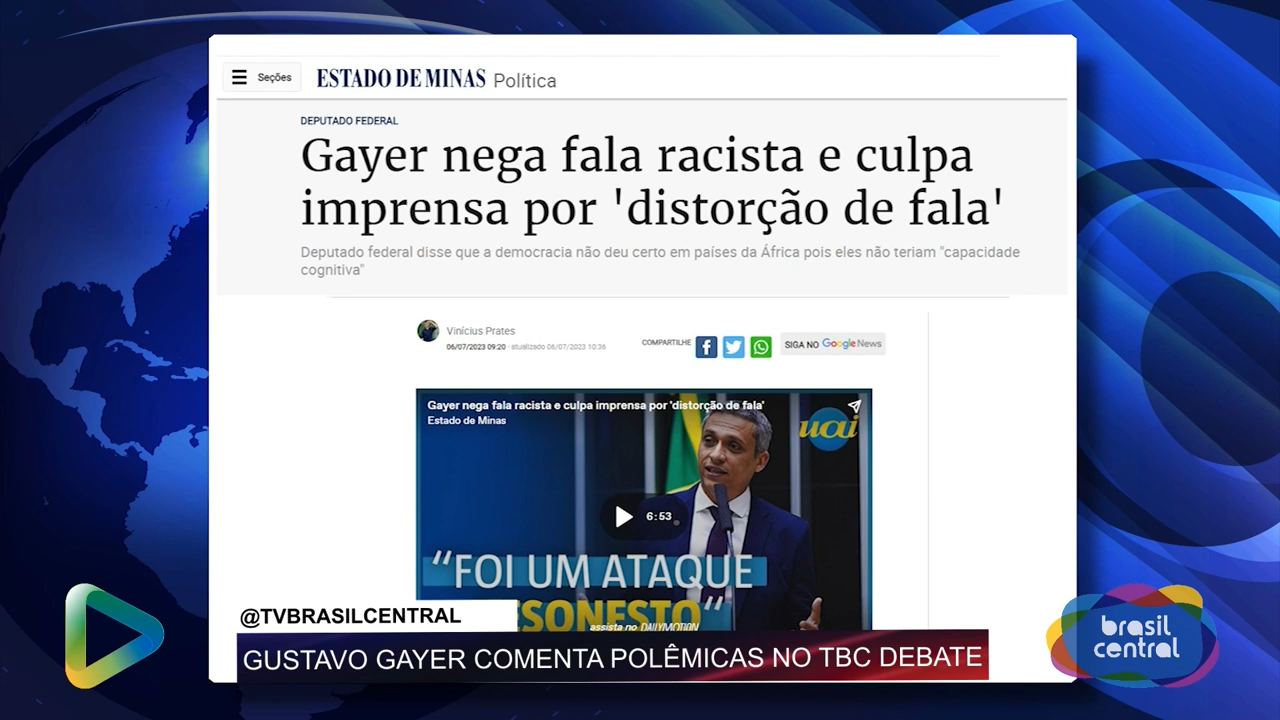 Seções
ESTADO DE MINAS Política
DEPUTADO FEDERAL
Gayer nega fala racista e culpa
imprensa por 'distorção de fala'
Deputado federal disse que a democracia não deu certo em países da África pois eles não teriam "capacidade
cognitiva"
Vinícius Prates
06/07/2023 09:20 - atualizado 06/07/2023 10:36
COMPARTILHE
SIGA NO Google News
Gayer nega fala racista e culpa imprensa por 'distorção de fala'
Estado de Minas
uai
6:53
“FOI UM ATAQUE
ESONESTO“
assista no DAILYMOTION
@TVBRASILCENTRAL
GUSTAVO GAYER COMENTA POLÊMICAS NO TBC DEBATE
brasil
central